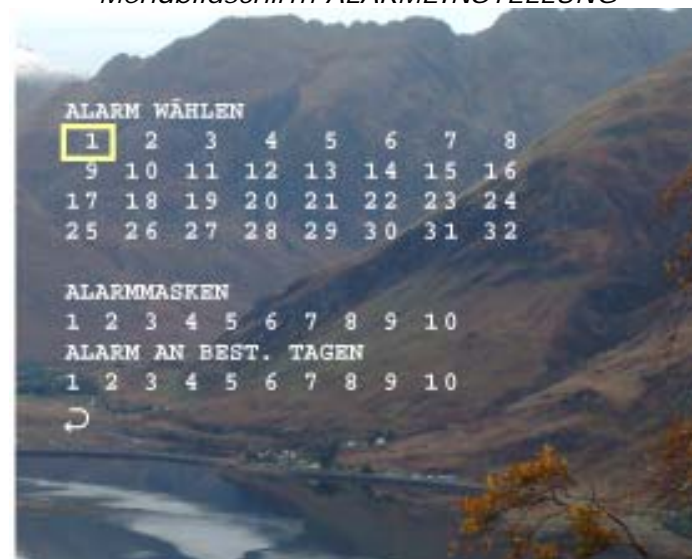 Menübildschirm ALARMEINSTELLUNG
ALARM WÄHLEN
1 2 3 4 5 6 7 8
9 10 11 12 13 14 15 16
17 18 19 20 21 22 23 24
25 26 27 28 29 30 31 32
ALARMMASKEN
1 2 3 4 5 6 7 8 9 10
ALARM AN BEST. TAGEN
1 2 3 4 5 6 7 8 9 10